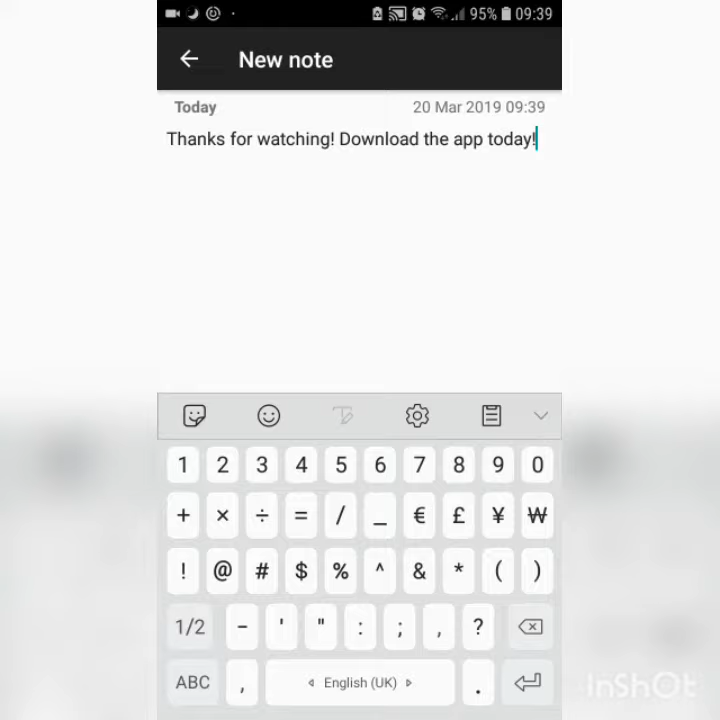 95% 09:39
New note
Today 20 Mar 2019 09:39
Thanks for watching! Download the app today!
1 2 3 4 5 6 7 8 9 0
+ × ÷ = / _ € £ ¥ ₩
! @ # $ % ^ & * ( )
1/2 - ' " : ; , ?
ABC , English (UK) .
InShOt